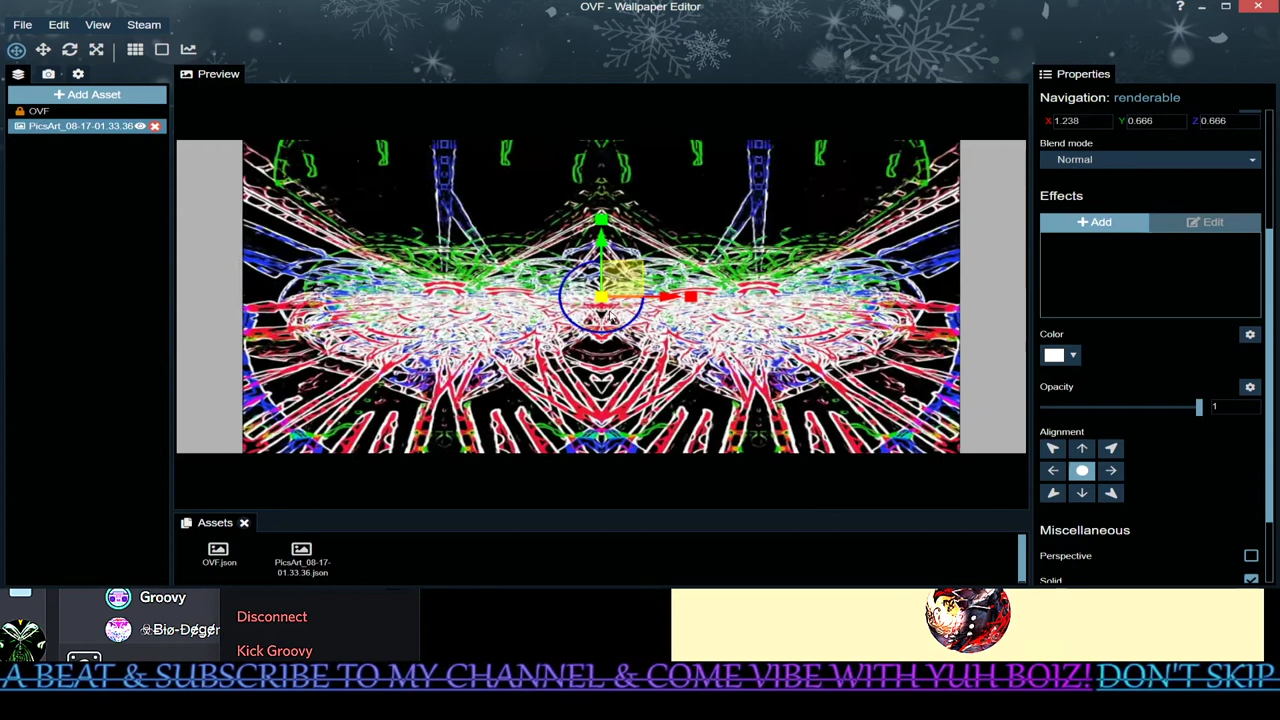 OVF - Wallpaper Editor
File Edit View Steam
Preview
Properties
+ Add Asset
Navigation: renderable
OVF
X 1.238 Y 0.666 Z 0.666
PicsArt_08-17-01.33.36
Blend mode
Normal
Effects
+ Add
Edit
Color
Opacity
1
Alignment
Assets
Miscellaneous
OVF.json
PicsArt_08-17-
01.33.36.json
Perspective
Solid
Groovy
Disconnect
☠Blø-Døgør
Kick Groovy
A BEAT & SUBSCRIBE TO MY CHANNEL & COME VIBE WITH YUH BOIZ! DON'T SKIP